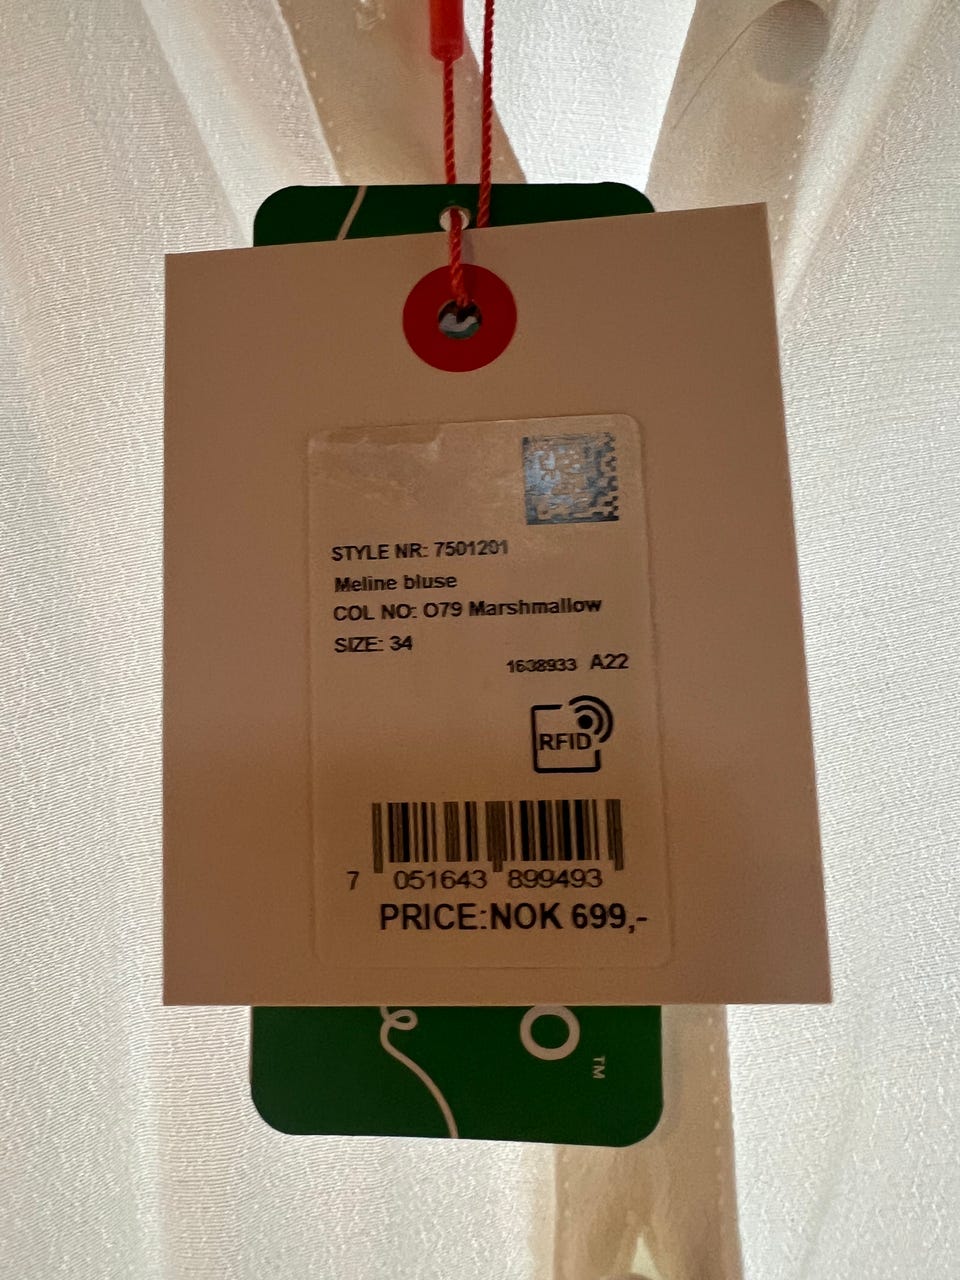 STYLE NR: 7501201
Meline bluse
COL NO: O79 Marshmallow
SIZE: 34
1638933 A22
RFID
7 051643 899493
PRICE:NOK 699,-
O
TM